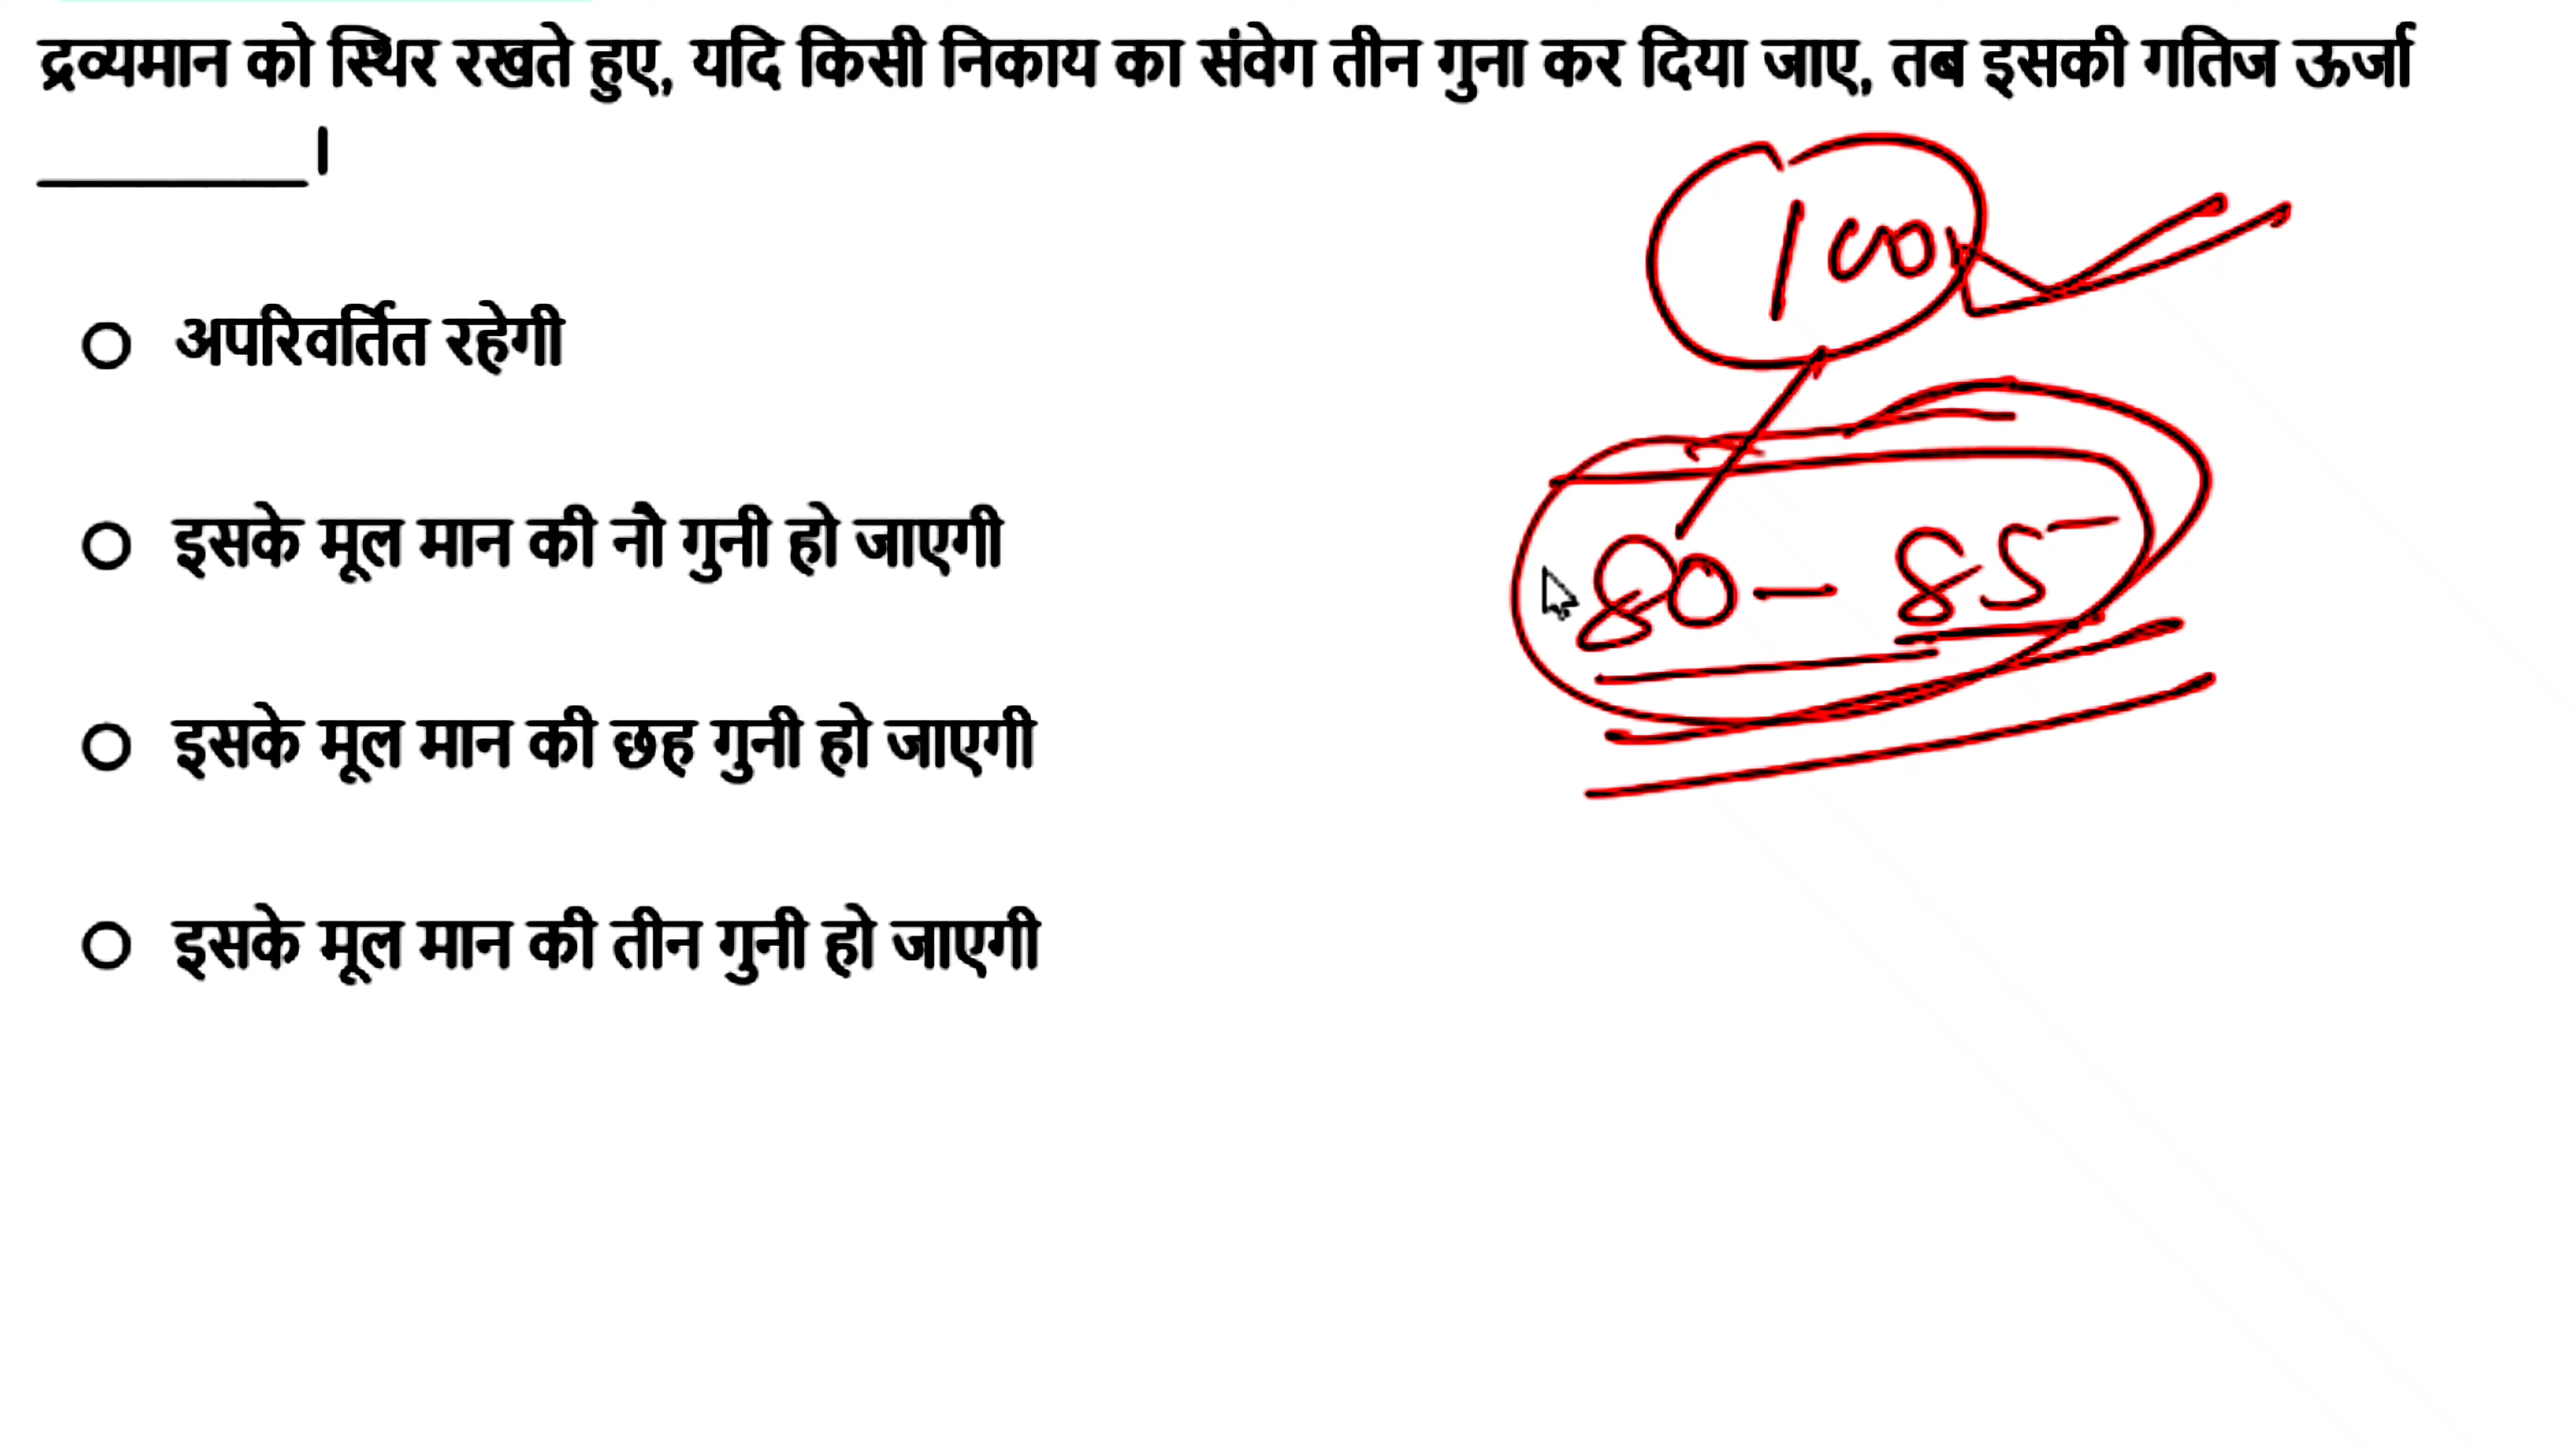 द्रव्यमान को स्थिर रखते हुए, यदि किसी निकाय का संवेग तीन गुना कर दिया जाए, तब इसकी गतिज ऊर्जा
_________।
अपरिवर्तित रहेगी
इसके मूल मान की नौ गुनी हो जाएगी
इसके मूल मान की छह गुनी हो जाएगी
इसके मूल मान की तीन गुनी हो जाएगी
100
80 - 85